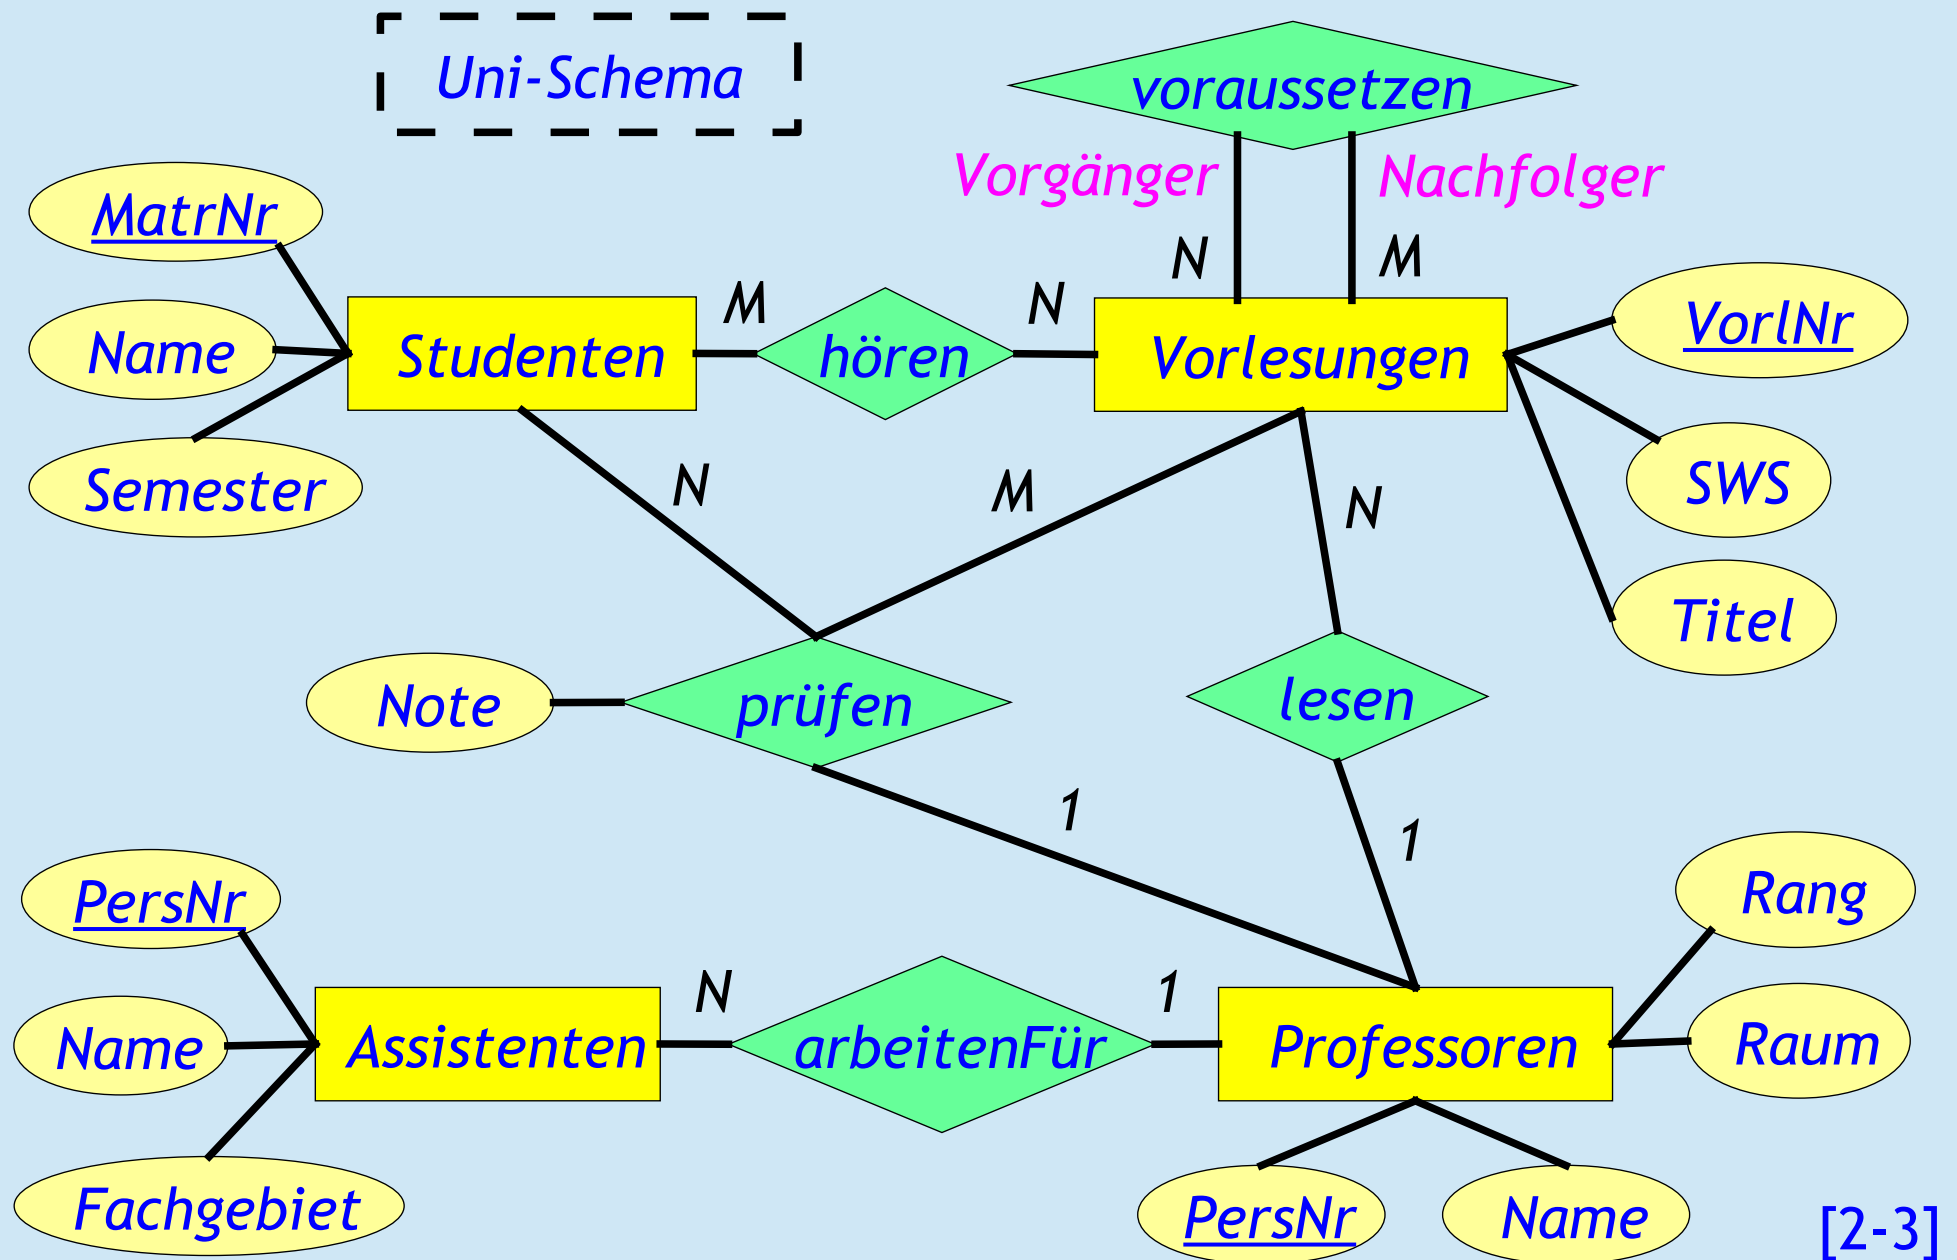 Uni-Schema
voraussetzen
Vorgänger
Nachfolger
MatrNr
N
M
M
N
VorlNr
Name
Studenten
hören
Vorlesungen
Semester
N
M
N
SWS
Titel
Note
prüfen
lesen
1
1
Rang
PersNr
N
1
Name
Assistenten
arbeitenFür
Professoren
Raum
Fachgebiet
PersNr
Name
[2-3]